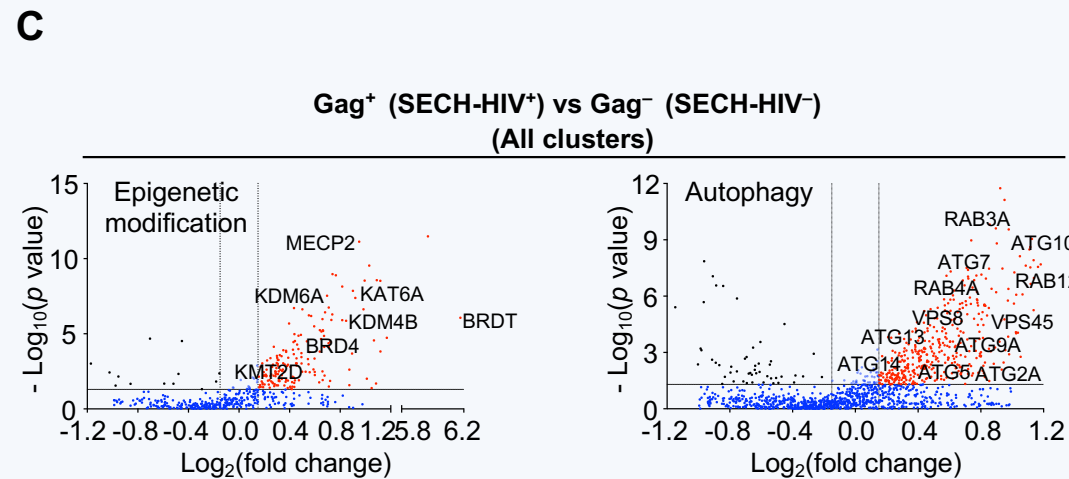 C
Gag⁺ (SECH-HIV⁺) vs Gag⁻ (SECH-HIV⁻)
(All clusters)
Epigenetic
modification
- Log₁₀(p value)
15
10
5
0
MECP2
KDM6A
KAT6A
KDM4B
BRDT
BRD4
KMT2D
-1.2 -0.8 -0.4 0.0 0.4 0.8 1.2 5.8 6.2
Log₂(fold change)
Autophagy
- Log₁₀(p value)
12
9
6
3
0
RAB3A
ATG10
ATG7
RAB4A
RAB12
VPS8
VPS45
ATG13
ATG9A
ATG14
ATG5
ATG2A
-1.2 -0.8 -0.4 0.0 0.4 0.8 1.2
Log₂(fold change)